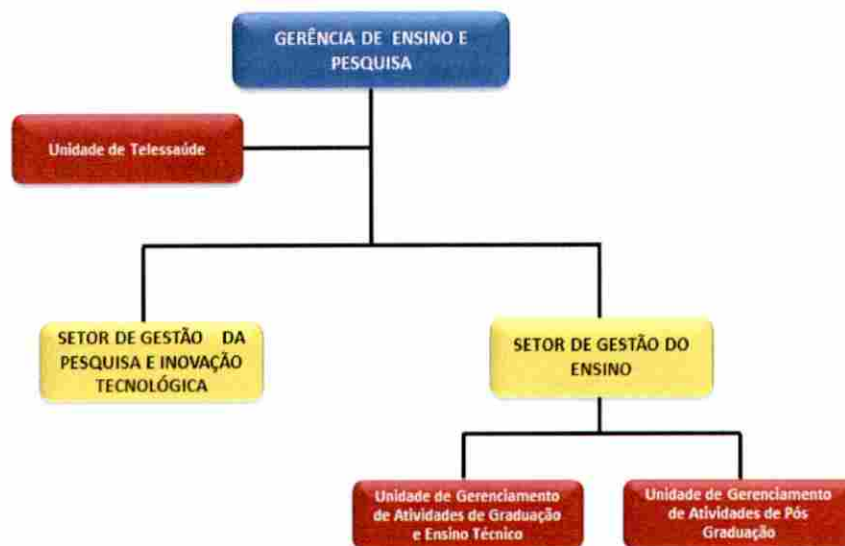 GERÊNCIA DE ENSINO E
PESQUISA
Unidade de Telessaúde
SETOR DE GESTÃO DA
PESQUISA E INOVAÇÃO
TECNOLÓGICA
SETOR DE GESTÃO DO
ENSINO
Unidade de Gerenciamento
de Atividades de Graduação
e Ensino Técnico
Unidade de Gerenciamento
de Atividades de Pós
Graduação